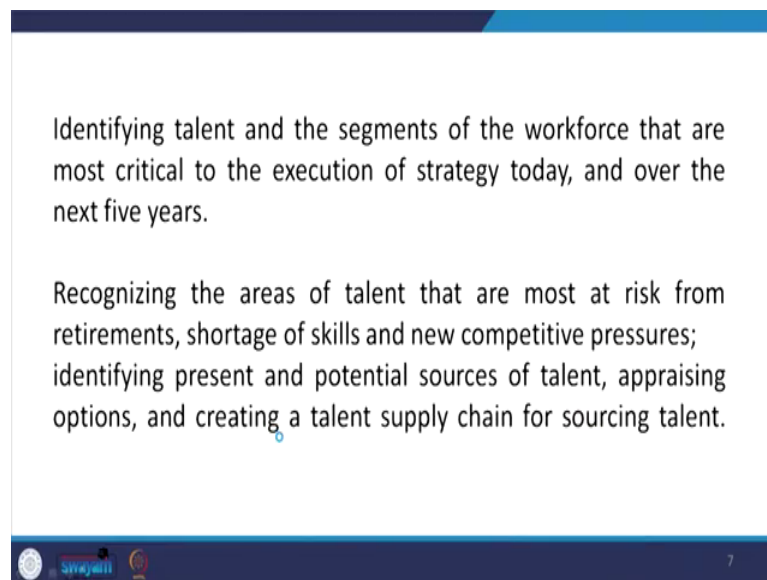 Identifying talent and the segments of the workforce that are
most critical to the execution of strategy today, and over the
next five years.
Recognizing the areas of talent that are most at risk from
retirements, shortage of skills and new competitive pressures;
identifying present and potential sources of talent, appraising
options, and creating a talent supply chain for sourcing talent.
swayam
7